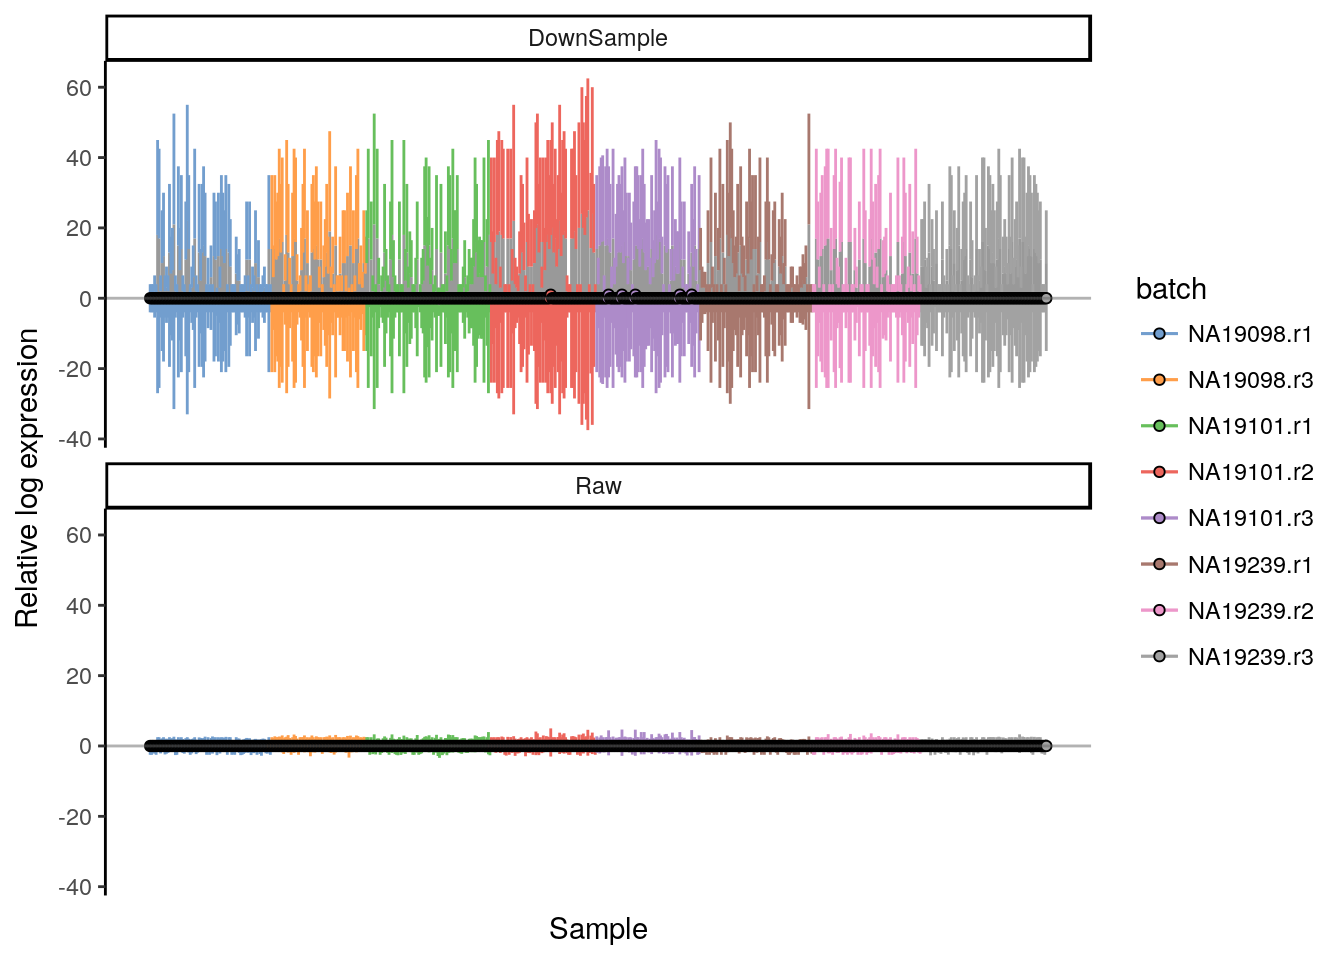 DownSample
60
40
20
0
-20
-40
Raw
60
40
20
0
-20
-40
Relative log expression
Sample
batch
NA19098.r1
NA19098.r3
NA19101.r1
NA19101.r2
NA19101.r3
NA19239.r1
NA19239.r2
NA19239.r3